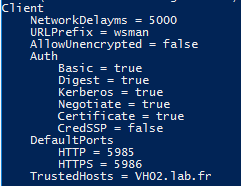 Client
    NetworkDelayms = 5000
    URLPrefix = wsman
    AllowUnencrypted = false
    Auth
        Basic = true
        Digest = true
        Kerberos = true
        Negotiate = true
        Certificate = true
        CredSSP = false
    DefaultPorts
        HTTP = 5985
        HTTPS = 5986
    TrustedHosts = VH02.lab.fr